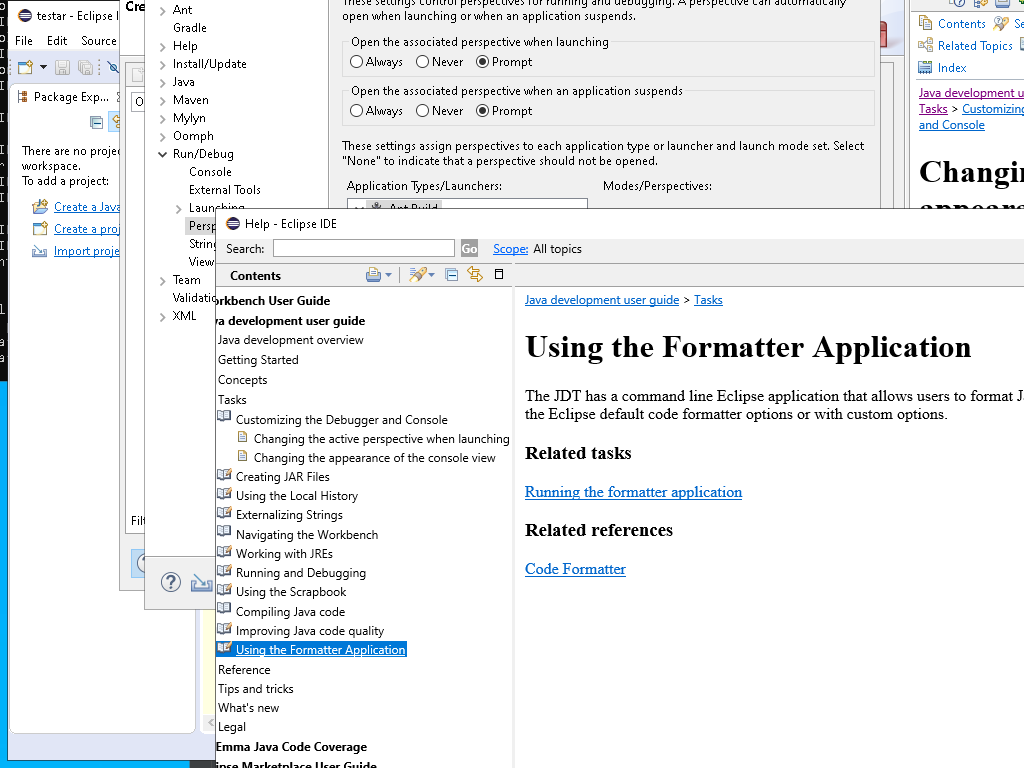 testar - Eclipse I
File Edit Source
Package Exp...
There are no proje
workspace.
To add a project:
Create a Java
Create a proj
Import proje
Cre
Filt
Ant
Gradle
Help
Install/Update
Java
Maven
Mylyn
Oomph
Run/Debug
Console
External Tools
Launching
Persp
String
View
Team
Validatio
XML
These settings control perspectives for running and debugging. A perspective can automatically
open when launching or when an application suspends.
Open the associated perspective when launching
Always Never Prompt
Open the associated perspective when an application suspends
Always Never Prompt
These settings assign perspectives to each application type or launcher and launch mode set. Select
"None" to indicate that a perspective should not be opened.
Application Types/Launchers: Modes/Perspectives:
Ant Build
Contents Se
Related Topics
Index
Java development u
Tasks > Customizing
and Console
Changin
appeara
Help - Eclipse IDE
Search: Go Scope: All topics
Contents
orkbench User Guide
va development user guide
Java development overview
Getting Started
Concepts
Tasks
Customizing the Debugger and Console
Changing the active perspective when launching
Changing the appearance of the console view
Creating JAR Files
Using the Local History
Externalizing Strings
Navigating the Workbench
Working with JREs
Running and Debugging
Using the Scrapbook
Compiling Java code
Improving Java code quality
Using the Formatter Application
Reference
Tips and tricks
What's new
Legal
Emma Java Code Coverage
ipse Marketplace User Guide
Java development user guide > Tasks
Using the Formatter Application
The JDT has a command line Eclipse application that allows users to format J
the Eclipse default code formatter options or with custom options.
Related tasks
Running the formatter application
Related references
Code Formatter